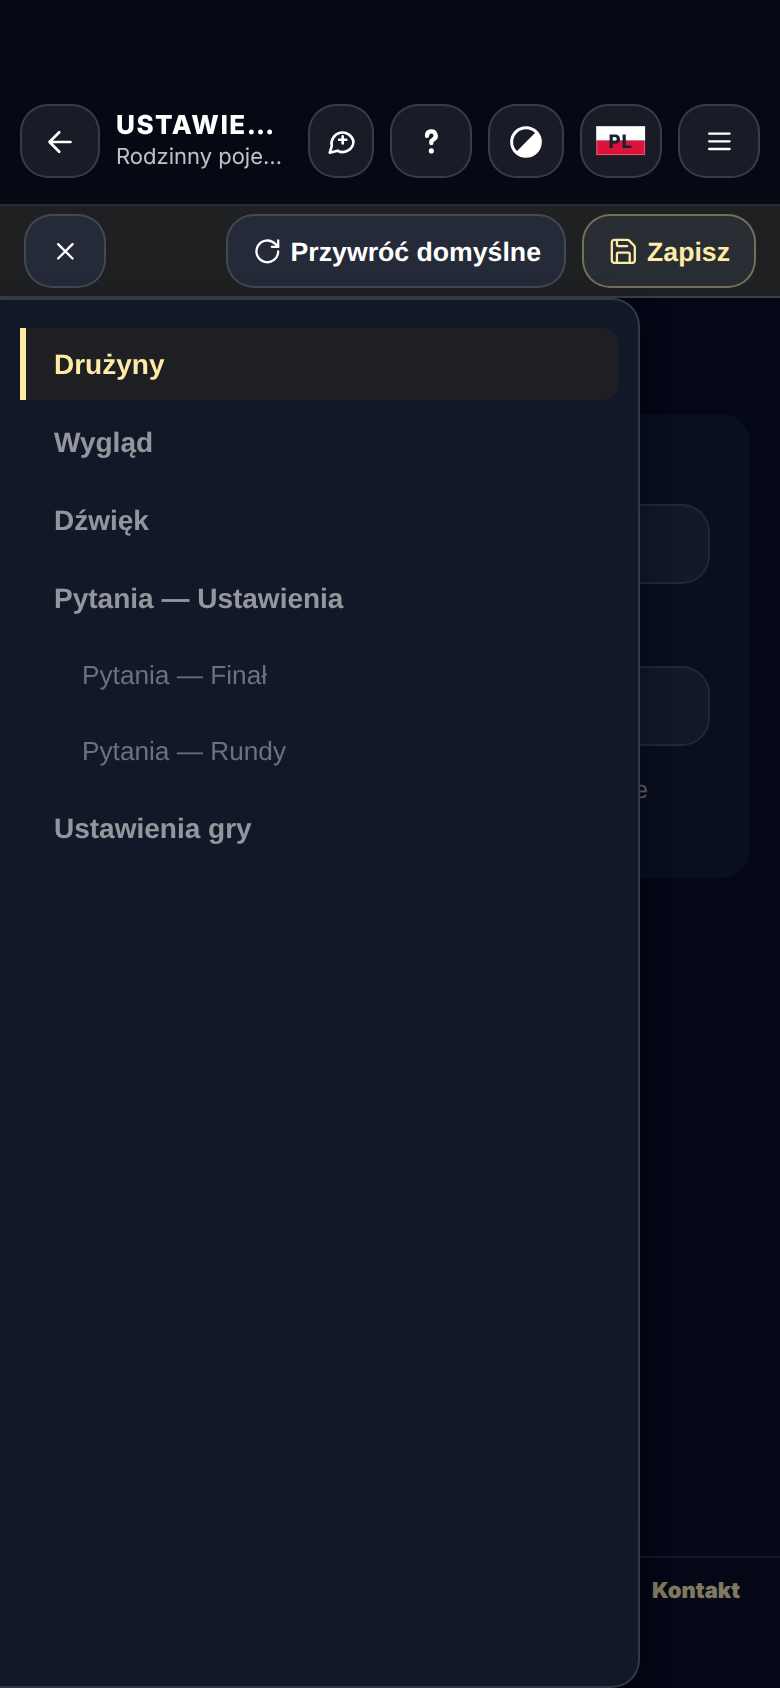 USTAWIE...
Rodzinny poje...
PL
Przywróć domyślne
Zapisz
Drużyny
Wygląd
Dźwięk
Pytania — Ustawienia
Pytania — Finał
Pytania — Rundy
Ustawienia gry
Kontakt